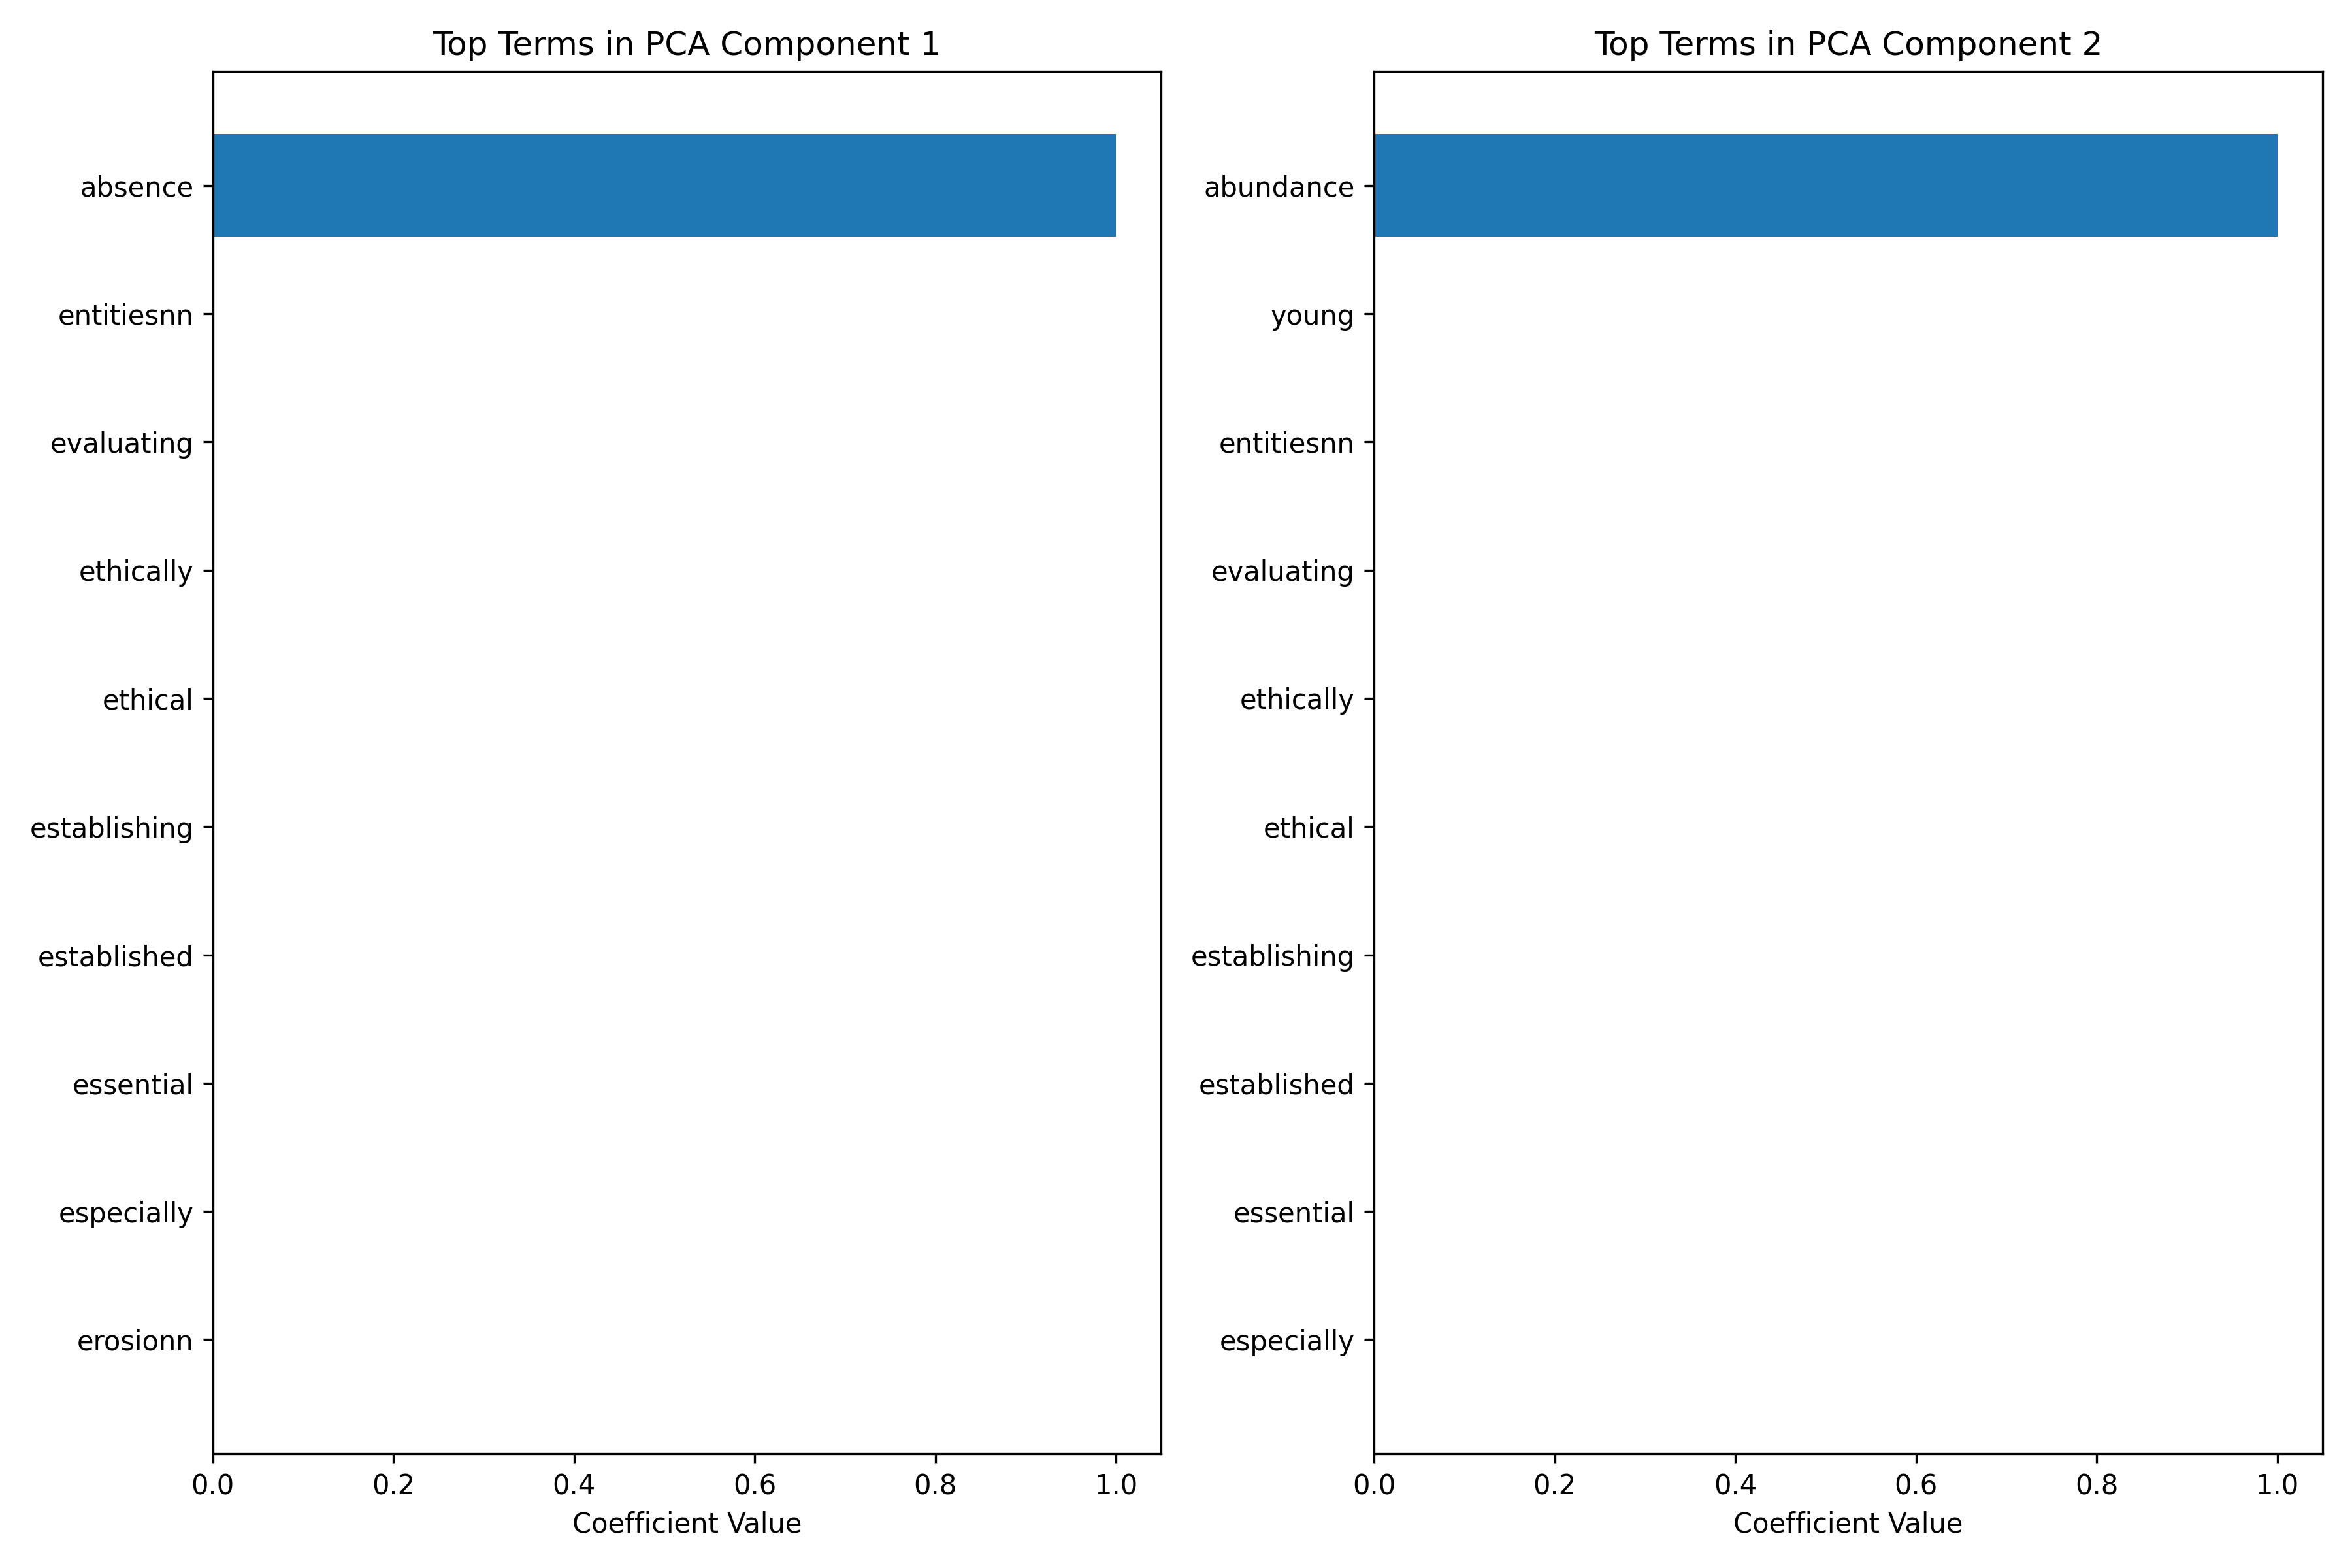 Top Terms in PCA Component 1
absence
entitiesnn
evaluating
ethically
ethical
establishing
established
essential
especially
erosionn
0.0 0.2 0.4 0.6 0.8 1.0
Coefficient Value
Top Terms in PCA Component 2
abundance
young
entitiesnn
evaluating
ethically
ethical
establishing
established
essential
especially
0.0 0.2 0.4 0.6 0.8 1.0
Coefficient Value